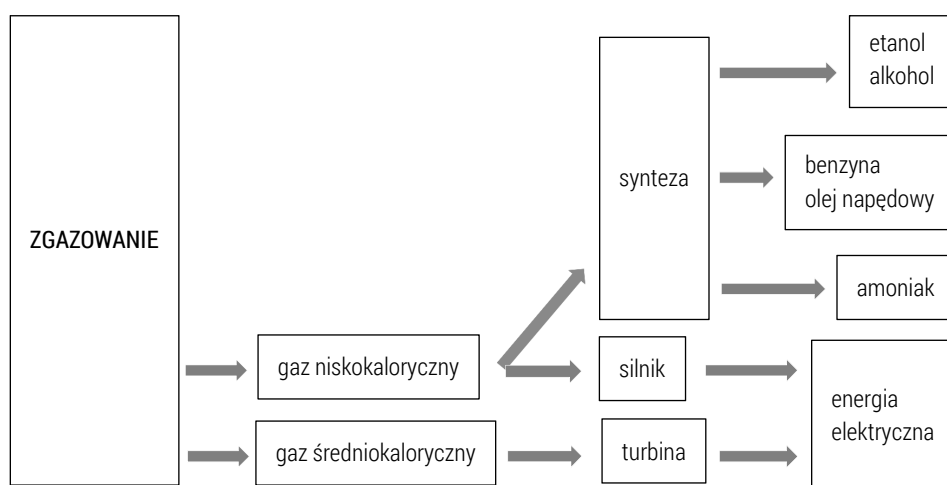 etanol
alkohol
synteza
benzyna
olej napędowy
ZGAZOWANIE
amoniak
gaz niskokaloryczny
silnik
energia
elektryczna
gaz średniokaloryczny
turbina